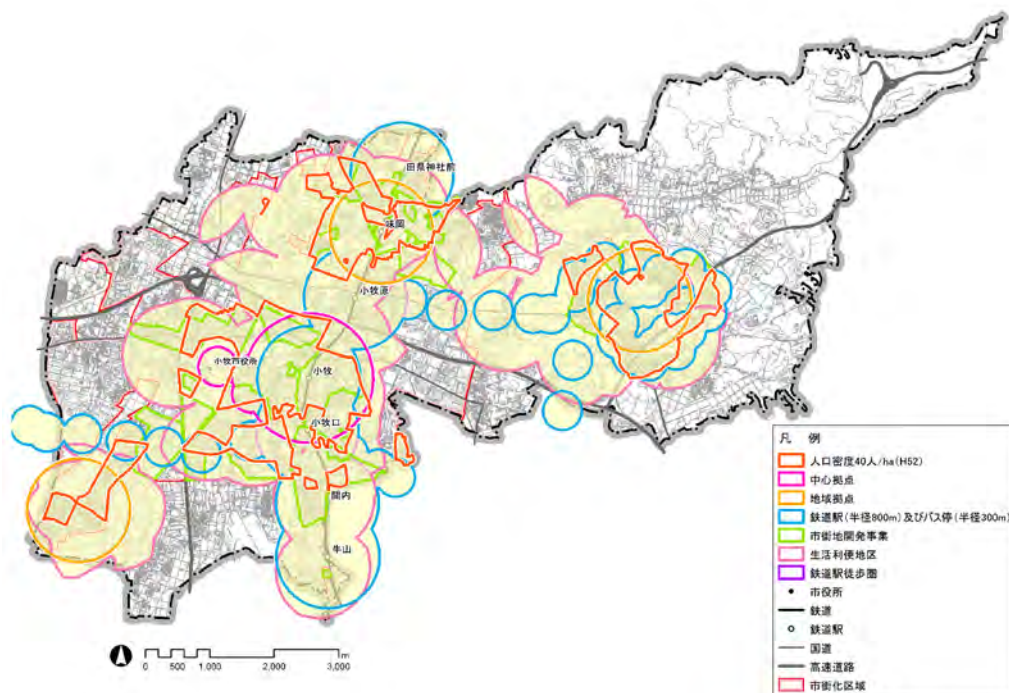 田県神社前
味岡
小牧原
小牧市役所
小牧
小牧口
間内
牛山
0 500 1,000 2,000 3,000 m
凡 例
人口密度40人/ha(H52)
中心拠点
地域拠点
鉄道駅(半径800m)及びバス停(半径300m)
市街地開発事業
生活利便地区
鉄道駅徒歩圏
市役所
鉄道
鉄道駅
国道
高速道路
市街化区域